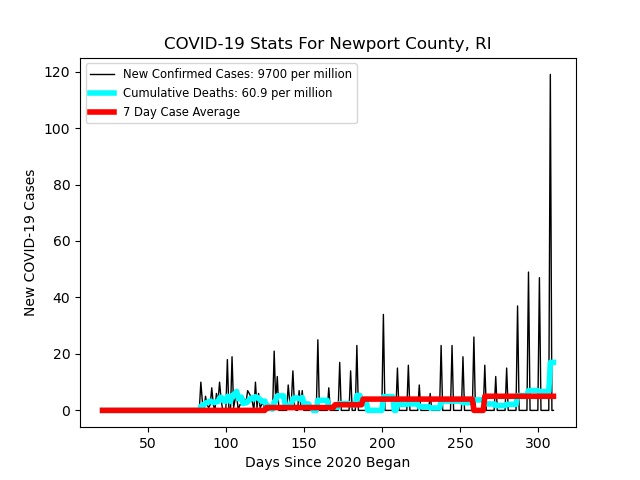 COVID-19 Stats For Newport County, RI
New Confirmed Cases: 9700 per million
Cumulative Deaths: 60.9 per million
7 Day Case Average
120
100
80
60
40
20
0
New COVID-19 Cases
50 100 150 200 250 300
Days Since 2020 Began